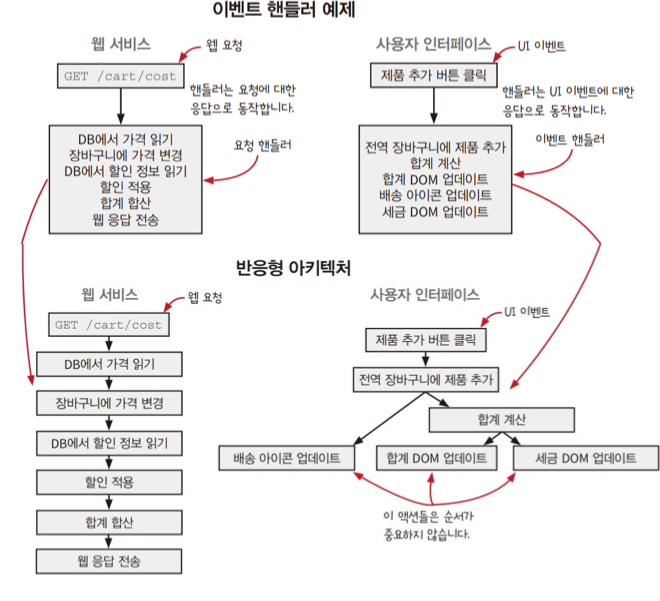 이벤트 핸들러 예제
웹 서비스
웹 요청
GET /cart/cost
핸들러는 요청에 대한
응답으로 동작합니다.
DB에서 가격 읽기
장바구니에 가격 변경
DB에서 할인 정보 읽기
할인 적용
합계 합산
웹 응답 전송
요청 핸들러
사용자 인터페이스
UI 이벤트
제품 추가 버튼 클릭
핸들러는 UI 이벤트에 대한
응답으로 동작합니다.
전역 장바구니에 제품 추가
합계 계산
합계 DOM 업데이트
배송 아이콘 업데이트
세금 DOM 업데이트
이벤트 핸들러
반응형 아키텍처
웹 서비스
웹 요청
GET /cart/cost
DB에서 가격 읽기
장바구니에 가격 변경
DB에서 할인 정보 읽기
할인 적용
합계 합산
웹 응답 전송
사용자 인터페이스
UI 이벤트
제품 추가 버튼 클릭
전역 장바구니에 제품 추가
합계 계산
배송 아이콘 업데이트
합계 DOM 업데이트
세금 DOM 업데이트
이 액션들은 순서가
중요하지 않습니다.